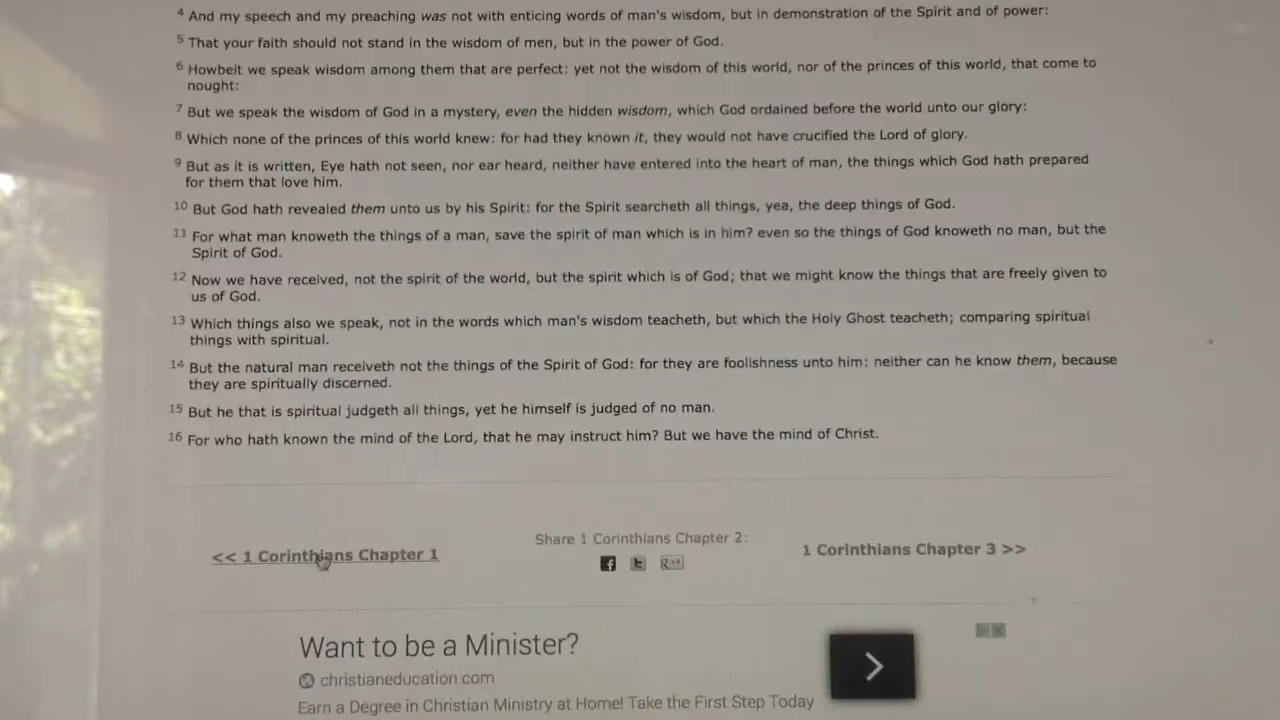 4 And my speech and my preaching was not with enticing words of man's wisdom, but in demonstration of the Spirit and of power:
5 That your faith should not stand in the wisdom of men, but in the power of God.
6 Howbeit we speak wisdom among them that are perfect: yet not the wisdom of this world, nor of the princes of this world, that come to
nought:
7 But we speak the wisdom of God in a mystery, even the hidden wisdom, which God ordained before the world unto our glory:
8 Which none of the princes of this world knew: for had they known it, they would not have crucified the Lord of glory.
9 But as it is written, Eye hath not seen, nor ear heard, neither have entered into the heart of man, the things which God hath prepared
for them that love him.
10 But God hath revealed them unto us by his Spirit: for the Spirit searcheth all things, yea, the deep things of God.
11 For what man knoweth the things of a man, save the spirit of man which is in him? even so the things of God knoweth no man, but the
Spirit of God.
12 Now we have received, not the spirit of the world, but the spirit which is of God; that we might know the things that are freely given to
us of God.
13 Which things also we speak, not in the words which man's wisdom teacheth, but which the Holy Ghost teacheth; comparing spiritual
things with spiritual.
14 But the natural man receiveth not the things of the Spirit of God: for they are foolishness unto him: neither can he know them, because
they are spiritually discerned.
15 But he that is spiritual judgeth all things, yet he himself is judged of no man.
16 For who hath known the mind of the Lord, that he may instruct him? But we have the mind of Christ.
<< 1 Corinthians Chapter 1
Share 1 Corinthians Chapter 2:
f t g+1
1 Corinthians Chapter 3 >>
Want to be a Minister?
christianeducation.com
Earn a Degree in Christian Ministry at Home! Take the First Step Today